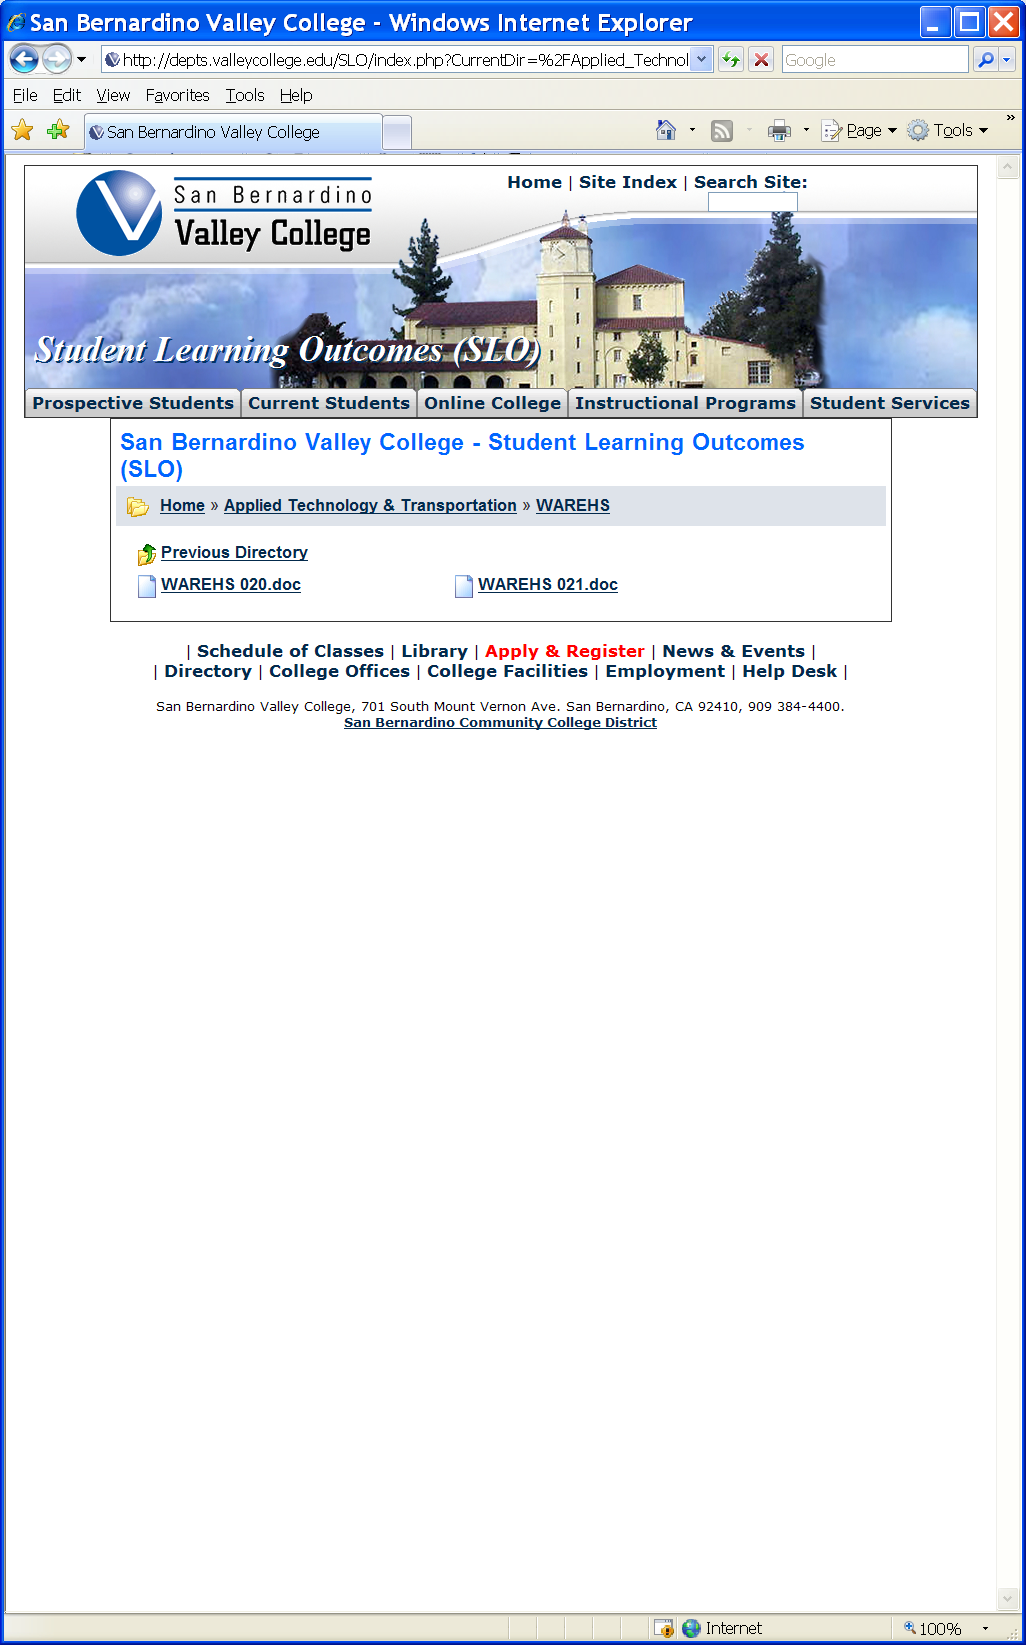 San Bernardino Valley College - Windows Internet Explorer
http://depts.valleycollege.edu/SLO/index.php?CurrentDir=%2FApplied_Technol
Google
File Edit View Favorites Tools Help
San Bernardino Valley College
Page Tools »
Home | Site Index | Search Site:
San Bernardino
Valley College
Student Learning Outcomes (SLO)
Prospective Students Current Students Online College Instructional Programs Student Services
San Bernardino Valley College - Student Learning Outcomes
(SLO)
Home » Applied Technology & Transportation » WAREHS
Previous Directory
WAREHS 020.doc WAREHS 021.doc
| Schedule of Classes | Library | Apply & Register | News & Events |
| Directory | College Offices | College Facilities | Employment | Help Desk |
San Bernardino Valley College, 701 South Mount Vernon Ave. San Bernardino, CA 92410, 909 384-4400.
San Bernardino Community College District
Internet 100%